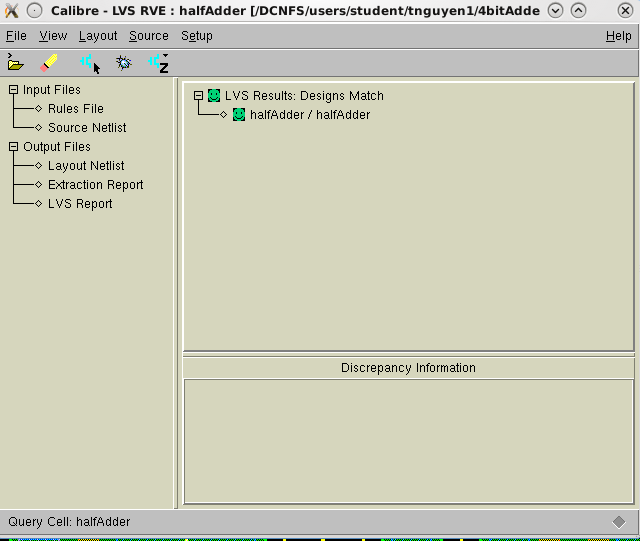 Calibre - LVS RVE : halfAdder [/DCNFS/users/student/tnguyen1/4bitAdde
File View Layout Source Setup Help
Input Files
Rules File
Source Netlist
Output Files
Layout Netlist
Extraction Report
LVS Report
LVS Results: Designs Match
halfAdder / halfAdder
Discrepancy Information
Query Cell: halfAdder